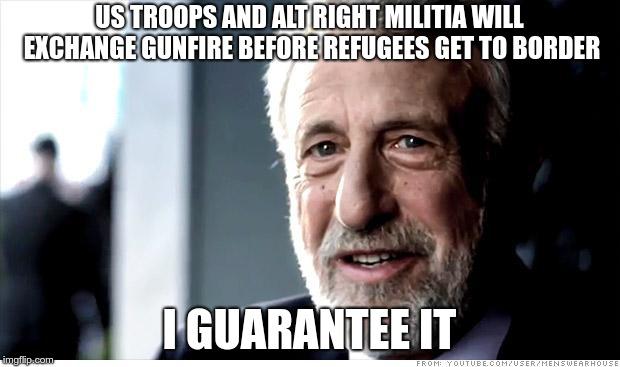 US TROOPS AND ALT RIGHT MILITIA WILL
EXCHANGE GUNFIRE BEFORE REFUGEES GET TO BORDER
I GUARANTEE IT
imgflip.com
FROM: YOUTUBE.COM/USER/MENSWEARHOUSE